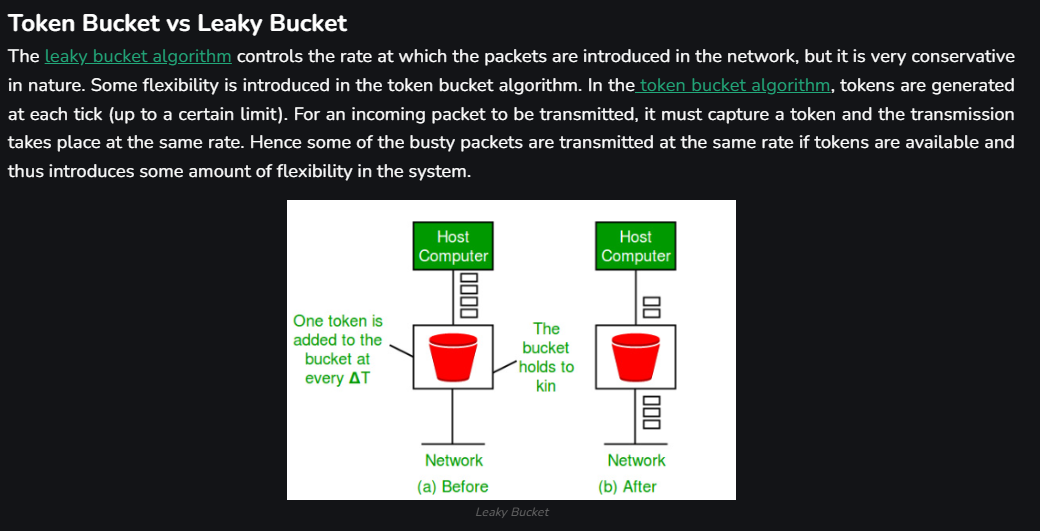 Token Bucket vs Leaky Bucket
The leaky bucket algorithm controls the rate at which the packets are introduced in the network, but it is very conservative
in nature. Some flexibility is introduced in the token bucket algorithm. In the token bucket algorithm, tokens are generated
at each tick (up to a certain limit). For an incoming packet to be transmitted, it must capture a token and the transmission
takes place at the same rate. Hence some of the busty packets are transmitted at the same rate if tokens are available and
thus introduces some amount of flexibility in the system.
Host
Computer
Host
Computer
One token is
added to the
bucket at
every ΔT
The
bucket
holds to
kin
Network
(a) Before
Network
(b) After
Leaky Bucket